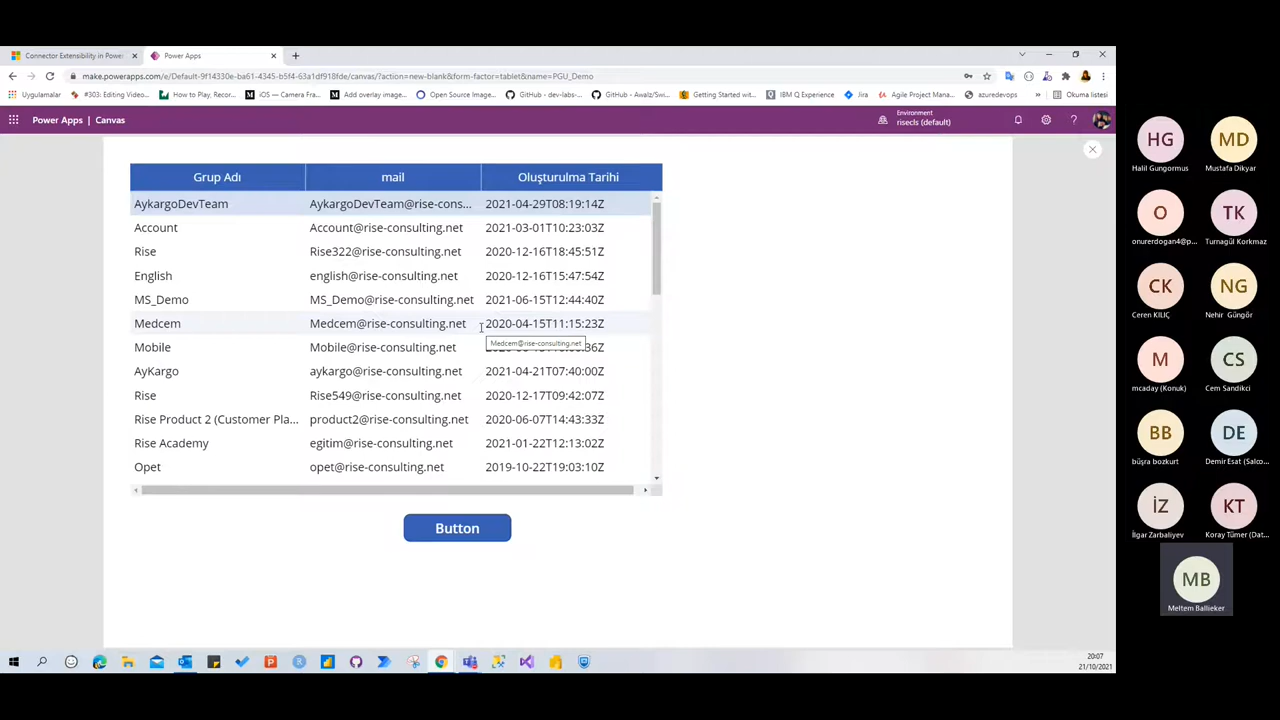 Connector Extensibility in Powe
Power Apps
make.powerapps.com/e/Default-9f14330e-ba61-4345-b5f4-63a1df918fde/canvas/?action=new-blank&form-factor=tablet&name=PGU_Demo
Uygulamalar
#303: Editing Video...
How to Play, Recor...
iOS — Camera Fra...
Add overlay image...
Open Source Image...
GitHub - dev-labs-...
GitHub - Awalz/Swi...
Getting Started wit...
IBM Q Experience
Jira
Agile Project Mana...
azuredevops
»
Okuma listesi
Power Apps | Canvas
Environment
risecls (default)
Grup Adı mail Oluşturulma Tarihi
AykargoDevTeam AykargoDevTeam@rise-cons... 2021-04-29T08:19:14Z
Account Account@rise-consulting.net 2021-03-01T10:23:03Z
Rise Rise322@rise-consulting.net 2020-12-16T18:45:51Z
English english@rise-consulting.net 2020-12-16T15:47:54Z
MS_Demo MS_Demo@rise-consulting.net 2021-06-15T12:44:40Z
Medcem Medcem@rise-consulting.net 2020-04-15T11:15:23Z
Medcem@rise-consulting.net
Mobile Mobile@rise-consulting.net
AyKargo aykargo@rise-consulting.net 2021-04-21T07:40:00Z
Rise Rise549@rise-consulting.net 2020-12-17T09:42:07Z
Rise Product 2 (Customer Pla... product2@rise-consulting.net 2020-06-07T14:43:33Z
Rise Academy egitim@rise-consulting.net 2021-01-22T12:13:02Z
Opet opet@rise-consulting.net 2019-10-22T19:03:10Z
Button
HG MD
Halil Gungormus Mustafa Dikyar
O TK
onurerdogan4@p... Turnagül Korkmaz
CK NG
Ceren KILIÇ Nehir Güngör
M CS
mcaday (Konuk) Cem Sandikci
BB DE
büşra bozkurt Demir Esat (Salco...
İZ KT
İlgar Zarbaliyev Koray Tümer (Dat...
MB
Meltem Ballieker
20:07
21/10/2021